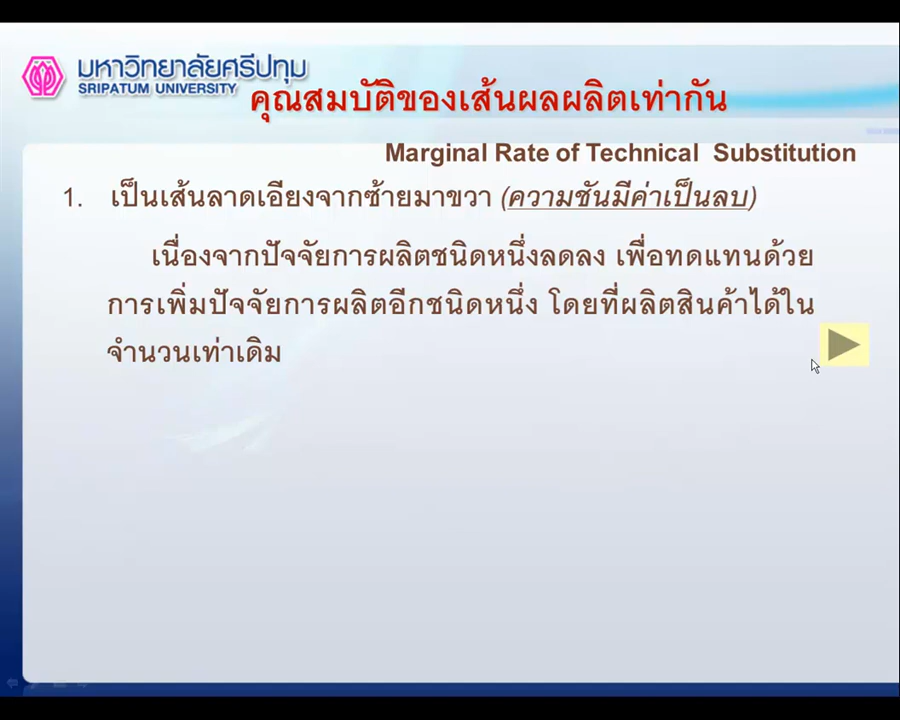 มหาวิทยาลัยศรีปทุม
SRIPATUM UNIVERSITY
คุณสมบัติของเส้นผลผลิตเท่ากัน
Marginal Rate of Technical Substitution
1. เป็นเส้นลาดเอียงจากซ้ายมาขวา (ความชันมีค่าเป็นลบ)
เนื่องจากปัจจัยการผลิตชนิดหนึ่งลดลง เพื่อทดแทนด้วย
การเพิ่มปัจจัยการผลิตอีกชนิดหนึ่ง โดยที่ผลิตสินค้าได้ใน
จำนวนเท่าเดิม